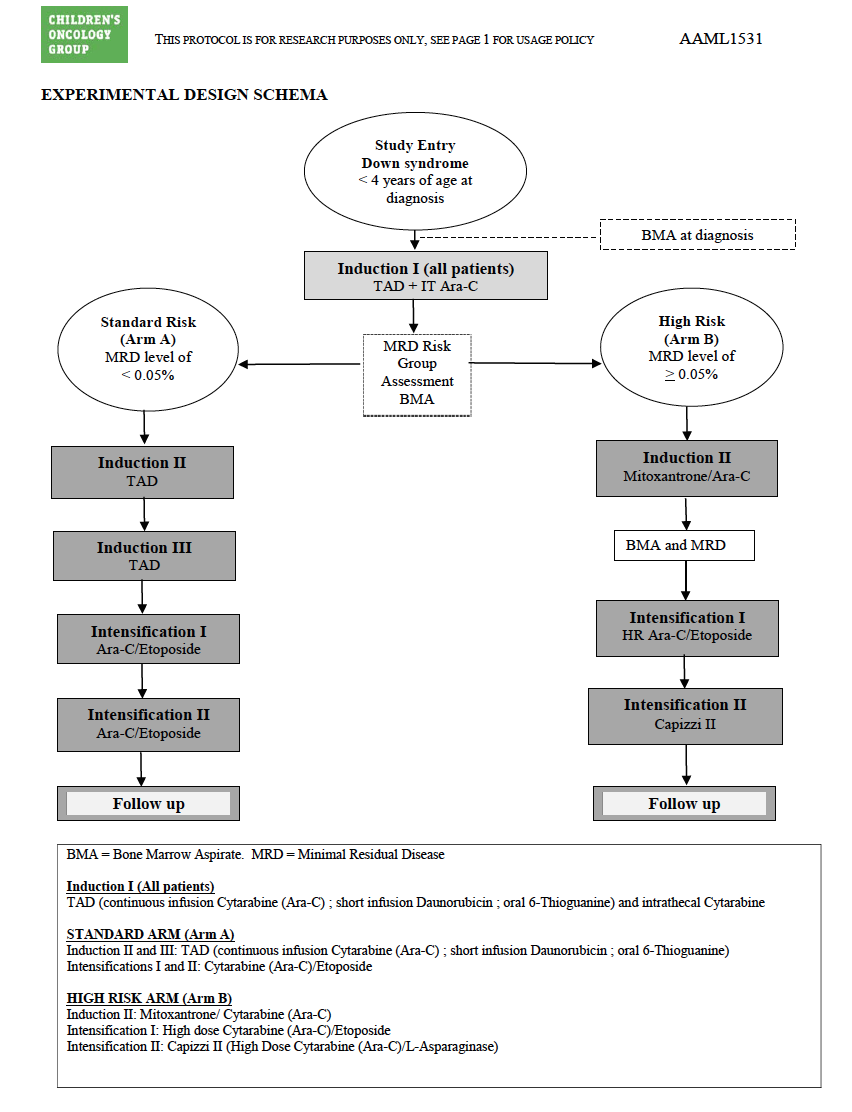 CHILDREN'S
ONCOLOGY
GROUP
THIS PROTOCOL IS FOR RESEARCH PURPOSES ONLY, SEE PAGE 1 FOR USAGE POLICY
AAML1531
EXPERIMENTAL DESIGN SCHEMA
Study Entry
Down syndrome
< 4 years of age at
diagnosis
BMA at diagnosis
Induction I (all patients)
TAD + IT Ara-C
MRD Risk
Group
Assessment
BMA
Standard Risk
(Arm A)
MRD level of
< 0.05%
Induction II
TAD
Induction III
TAD
Intensification I
Ara-C/Etoposide
Intensification II
Ara-C/Etoposide
Follow up
High Risk
(Arm B)
MRD level of
≥ 0.05%
Induction II
Mitoxantrone/Ara-C
BMA and MRD
Intensification I
HR Ara-C/Etoposide
Intensification II
Capizzi II
Follow up
BMA = Bone Marrow Aspirate.  MRD = Minimal Residual Disease
Induction I (All patients)
TAD (continuous infusion Cytarabine (Ara-C) ; short infusion Daunorubicin ; oral 6-Thioguanine) and intrathecal Cytarabine
STANDARD ARM (Arm A)
Induction II and III: TAD (continuous infusion Cytarabine (Ara-C) ; short infusion Daunorubicin ; oral 6-Thioguanine)
Intensifications I and II: Cytarabine (Ara-C)/Etoposide
HIGH RISK ARM (Arm B)
Induction II: Mitoxantrone/ Cytarabine (Ara-C)
Intensification I: High dose Cytarabine (Ara-C)/Etoposide
Intensification II: Capizzi II (High Dose Cytarabine (Ara-C)/L-Asparaginase)